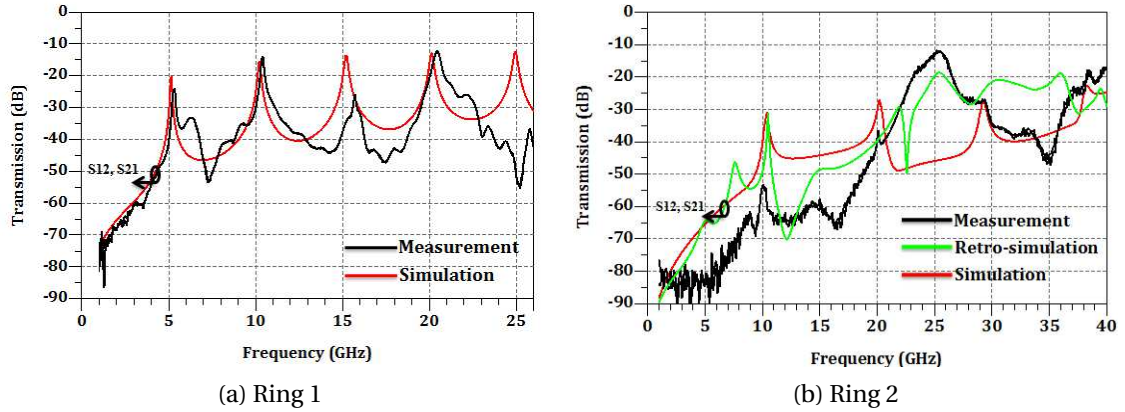 0
-10
-20
-30
-40
-50
-60
-70
-80
-90
Transmission (dB)
S12, S21
Measurement
Simulation
0 5 10 15 20 25
Frequency (GHz)
(a) Ring 1
0
-10
-20
-30
-40
-50
-60
-70
-80
-90
Transmission (dB)
S12, S21
Measurement
Retro-simulation
Simulation
0 5 10 15 20 25 30 35 40
Frequency (GHz)
(b) Ring 2